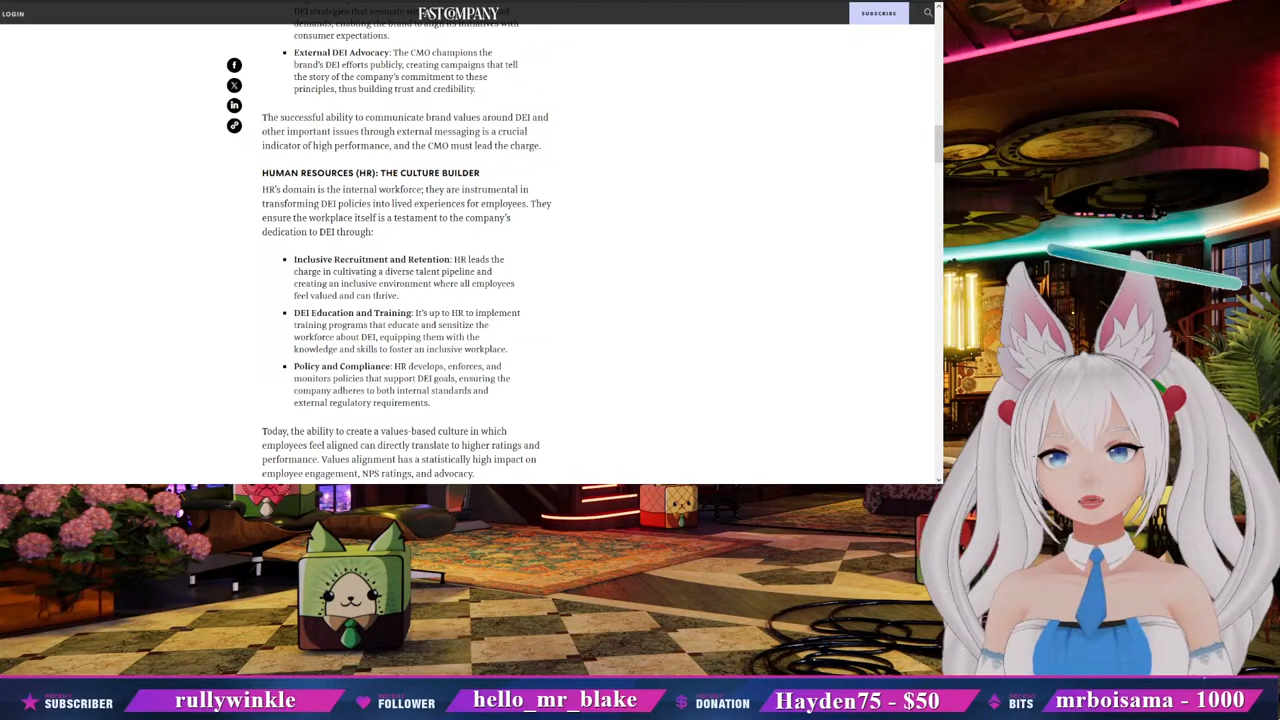 LOGIN
FAST COMPANY
SUBSCRIBE
DEI strategies that resonate
demands, enabling the brand to align its initiatives with
consumer expectations.
▪ External DEI Advocacy: The CMO champions the
brand's DEI efforts publicly, creating campaigns that tell
the story of the company's commitment to these
principles, thus building trust and credibility.
The successful ability to communicate brand values around DEI and
other important issues through external messaging is a crucial
indicator of high performance, and the CMO must lead the charge.
HUMAN RESOURCES (HR): THE CULTURE BUILDER
HR's domain is the internal workforce; they are instrumental in
transforming DEI policies into lived experiences for employees. They
ensure the workplace itself is a testament to the company's
dedication to DEI through:
▪ Inclusive Recruitment and Retention: HR leads the
charge in cultivating a diverse talent pipeline and
creating an inclusive environment where all employees
feel valued and can thrive.
▪ DEI Education and Training: It's up to HR to implement
training programs that educate and sensitize the
workforce about DEI, equipping them with the
knowledge and skills to foster an inclusive workplace.
▪ Policy and Compliance: HR develops, enforces, and
monitors policies that support DEI goals, ensuring the
company adheres to both internal standards and
external regulatory requirements.
Today, the ability to create a values-based culture in which
employees feel aligned can directly translate to higher ratings and
performance. Values alignment has a statistically high impact on
employee engagement, NPS ratings, and advocacy.
RECENT SUBSCRIBER rullywinkle
RECENT FOLLOWER hello_mr_blake
RECENT DONATION Hayden75 - $50
RECENT BITS mrboisama - 1000